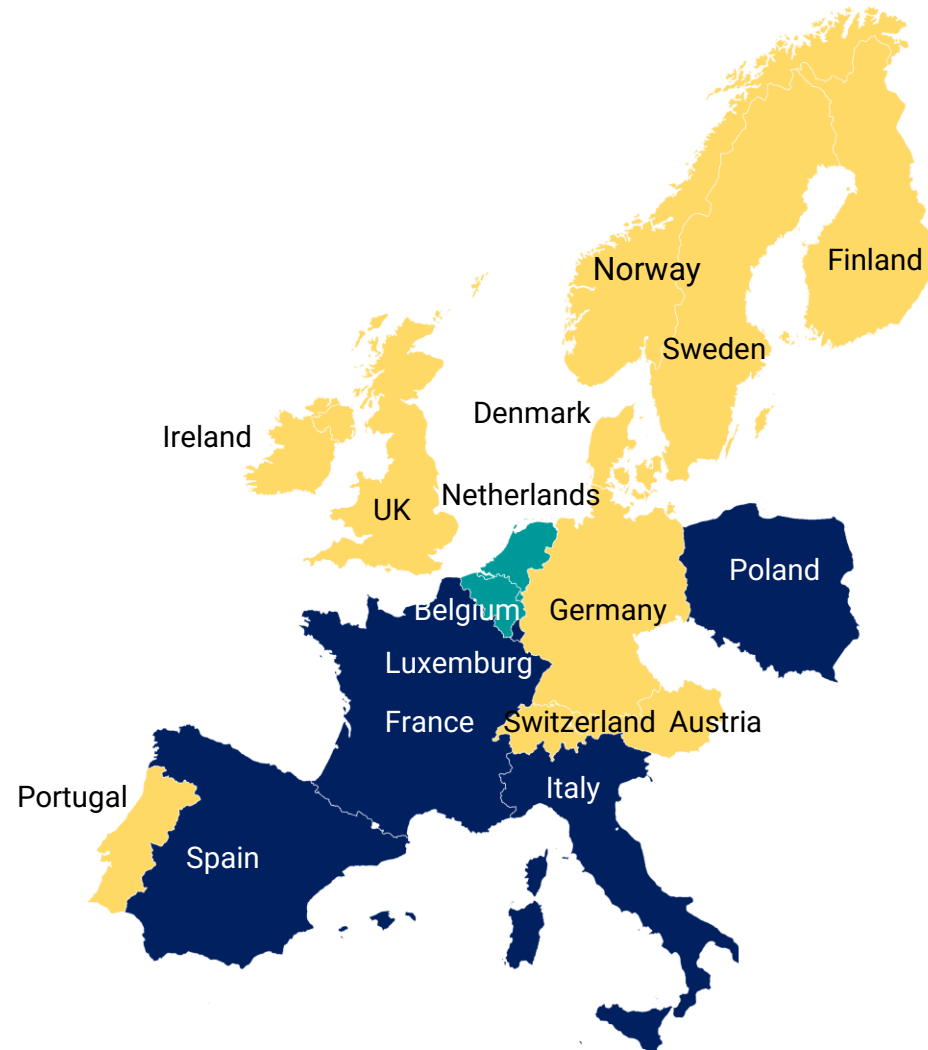 Finland
Norway
Sweden
Denmark
Ireland
Netherlands
UK
Poland
Belgium
Germany
Luxemburg
France
Switzerland
Austria
Italy
Portugal
Spain